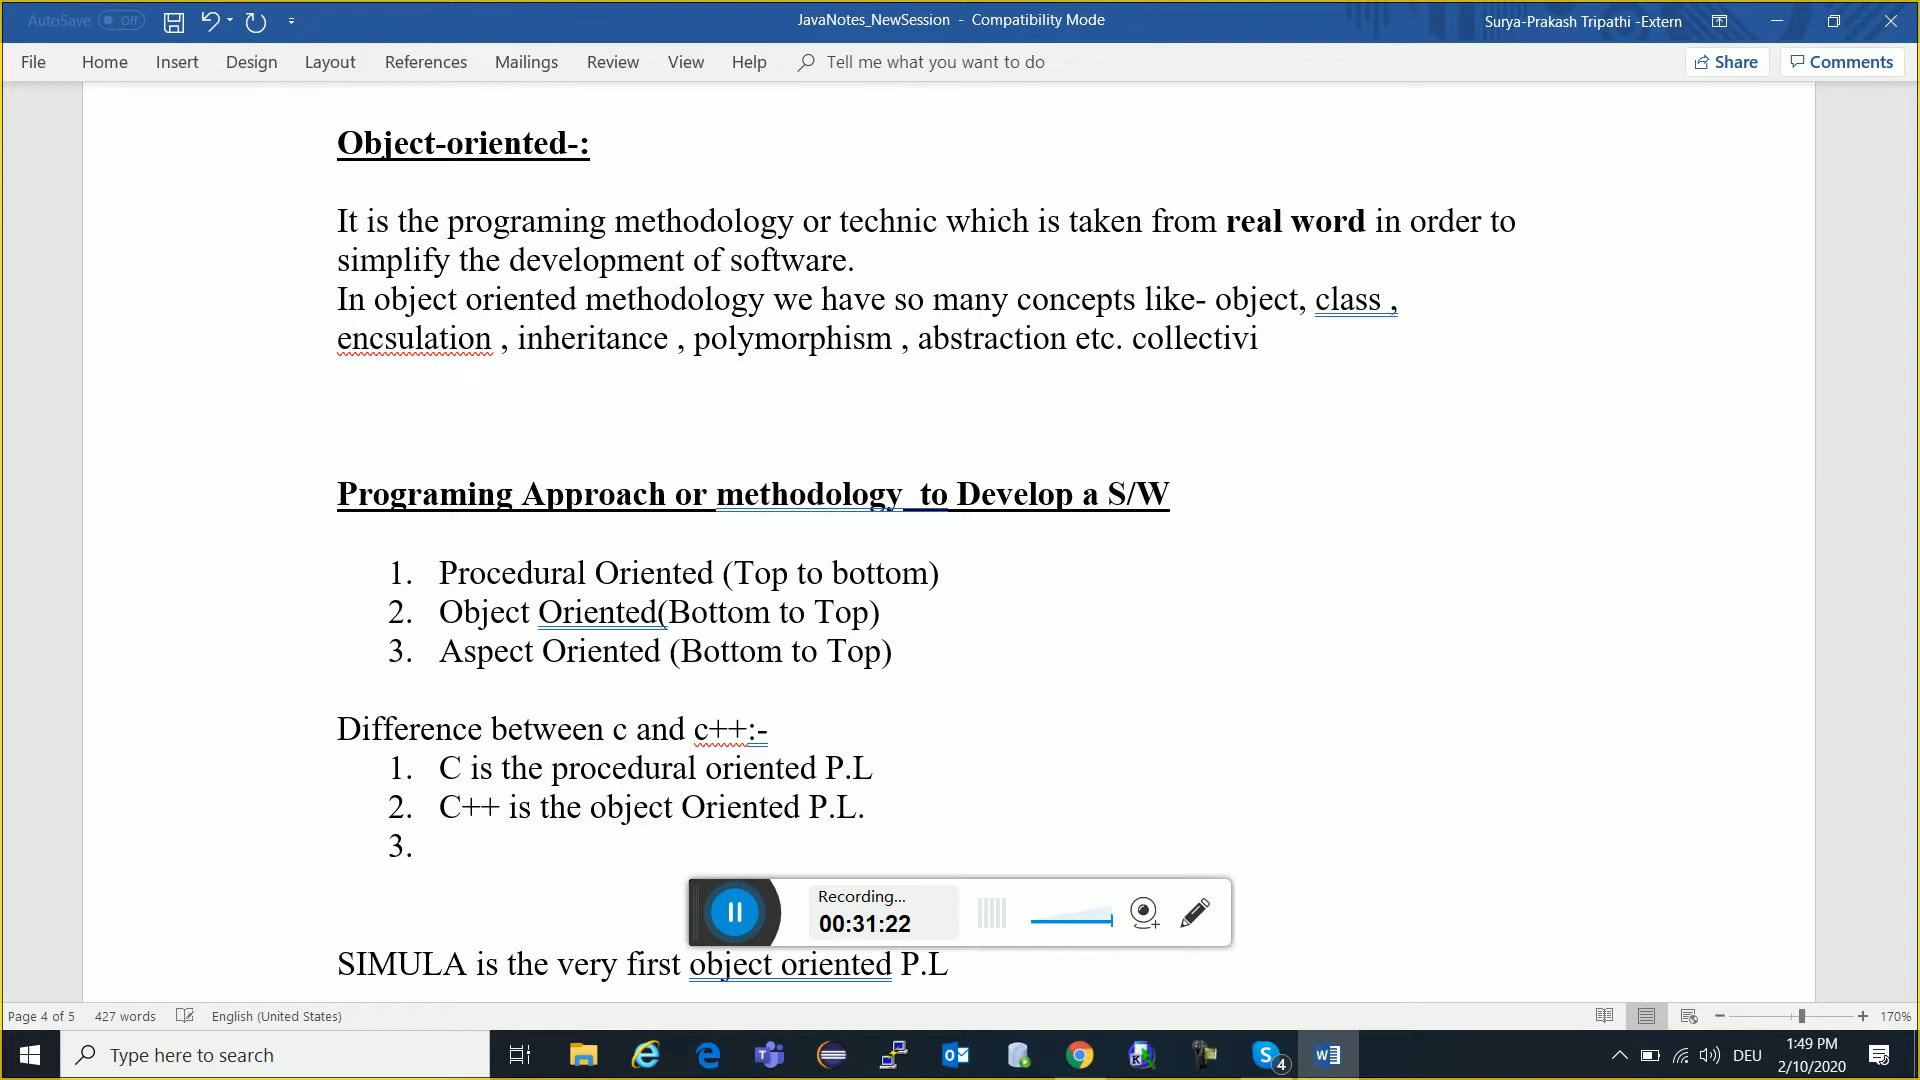 AutoSave Off JavaNotes_NewSession - Compatibility Mode Surya-Prakash Tripathi -Extern
File Home Insert Design Layout References Mailings Review View Help Tell me what you want to do Share Comments
Object-oriented-:
It is the programing methodology or technic which is taken from real word in order to
simplify the development of software.
In object oriented methodology we have so many concepts like- object, class ,
encsulation , inheritance , polymorphism , abstraction etc. collectivi
Programing Approach or methodology to Develop a S/W
1. Procedural Oriented (Top to bottom)
2. Object Oriented(Bottom to Top)
3. Aspect Oriented (Bottom to Top)
Difference between c and c++:-
1. C is the procedural oriented P.L
2. C++ is the object Oriented P.L.
3.
Recording...
00:31:22
SIMULA is the very first object oriented P.L
Page 4 of 5 427 words English (United States) 170%
Type here to search 4 DEU 1:49 PM
2/10/2020